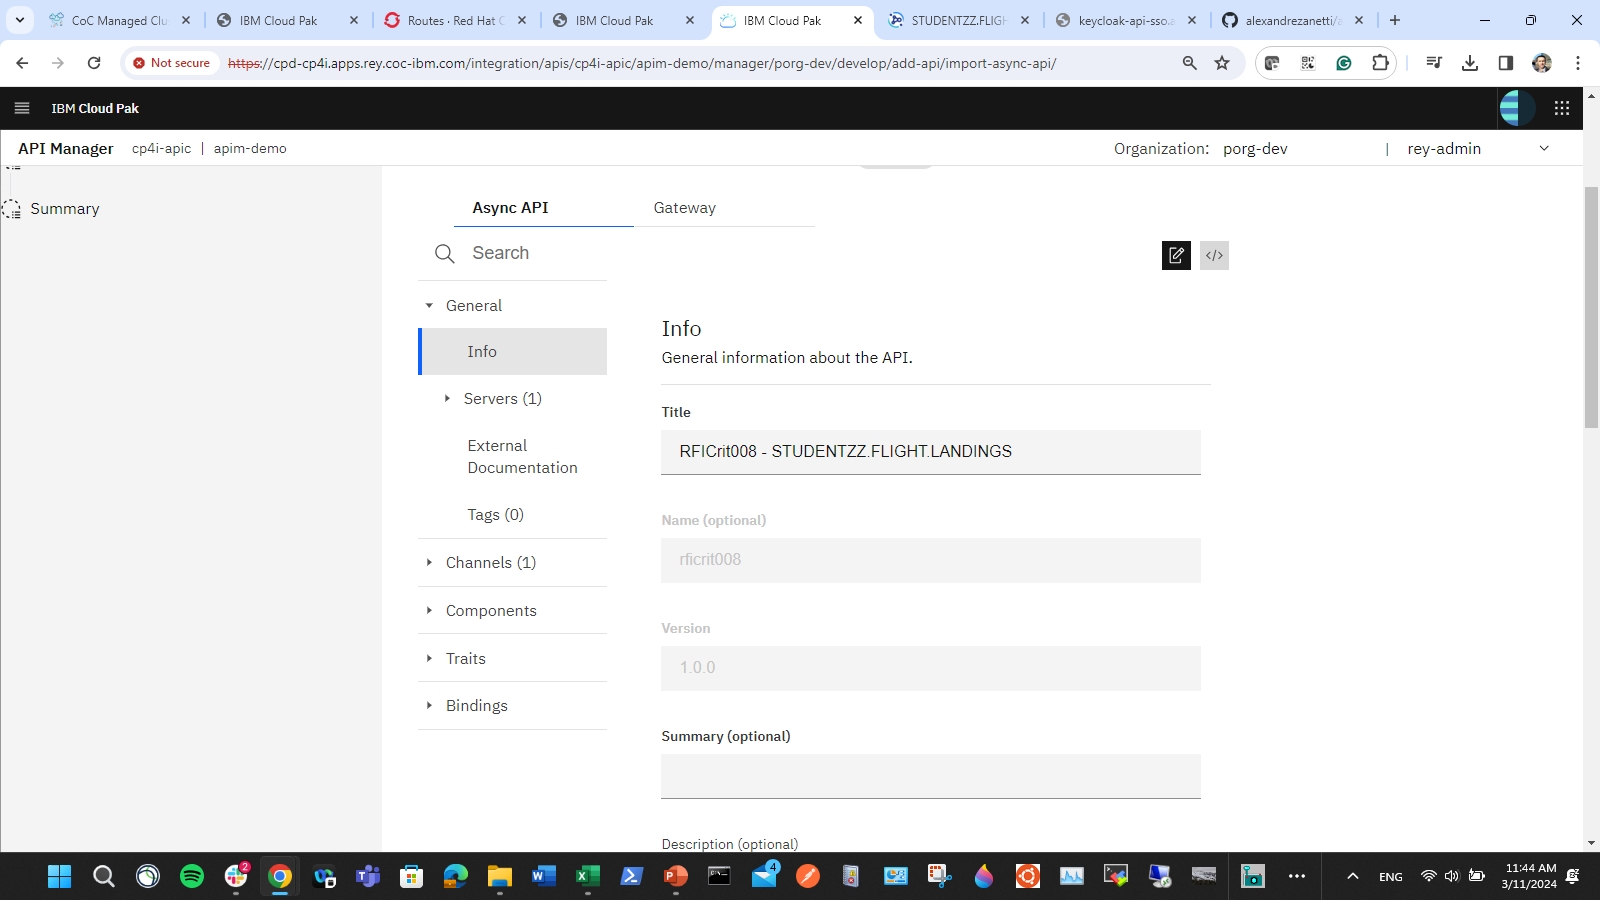 CoC Managed Clu
IBM Cloud Pak
Routes · Red Hat C
IBM Cloud Pak
IBM Cloud Pak
STUDENTZZ.FLIGH
keycloak-api-sso.a
alexandrezanetti/a
Not secure
https://cpd-cp4i.apps.rey.coc-ibm.com/integration/apis/cp4i-apic/apim-demo/manager/porg-dev/develop/add-api/import-async-api/
IBM Cloud Pak
API Manager cp4i-apic | apim-demo
Organization: porg-dev | rey-admin
Summary
Async API
Gateway
Search
</>
General
Info
Servers (1)
External
Documentation
Tags (0)
Channels (1)
Components
Traits
Bindings
Info
General information about the API.
Title
RFICrit008 - STUDENTZZ.FLIGHT.LANDINGS
Name (optional)
rficrit008
Version
1.0.0
Summary (optional)
Description (optional)
2
4
ENG
11:44 AM
3/11/2024